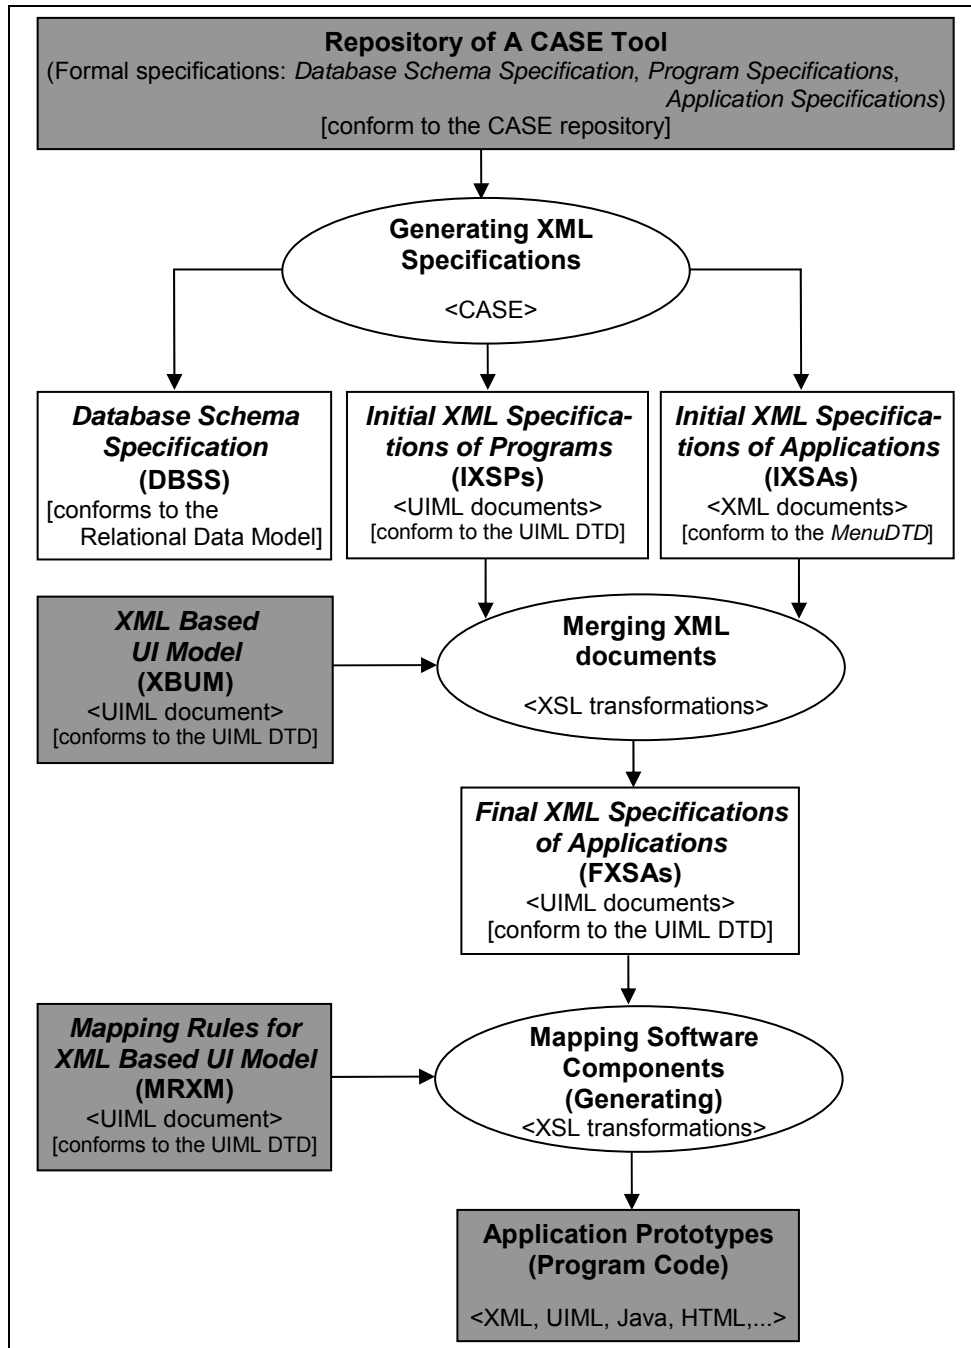 Repository of A CASE Tool
(Formal specifications: Database Schema Specification, Program Specifications,
Application Specifications)
[conform to the CASE repository]
Generating XML
Specifications
<CASE>
Database Schema
Specification
(DBSS)
[conforms to the
Relational Data Model]
Initial XML Specifica-
tions of Programs
(IXSPs)
<UIML documents>
[conform to the UIML DTD]
Initial XML Specifica-
tions of Applications
(IXSAs)
<XML documents>
[conform to the MenuDTD]
XML Based
UI Model
(XBUM)
<UIML document>
[conforms to the UIML DTD]
Merging XML
documents
<XSL transformations>
Final XML Specifications
of Applications
(FXSAs)
<UIML documents>
[conform to the UIML DTD]
Mapping Rules for
XML Based UI Model
(MRXM)
<UIML document>
[conforms to the UIML DTD]
Mapping Software
Components
(Generating)
<XSL transformations>
Application Prototypes
(Program Code)
<XML, UIML, Java, HTML,...>